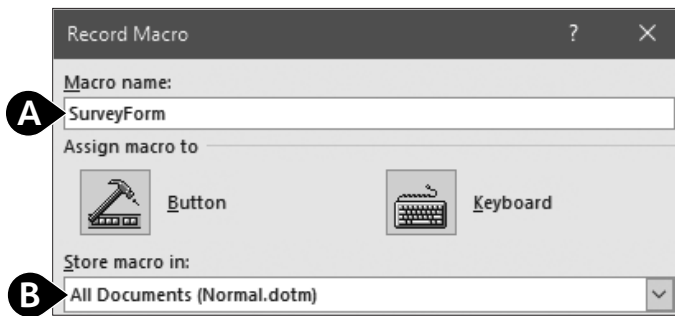 Record Macro ? ×
Macro name:
A SurveyForm
Assign macro to
Button Keyboard
Store macro in:
B All Documents (Normal.dotm)